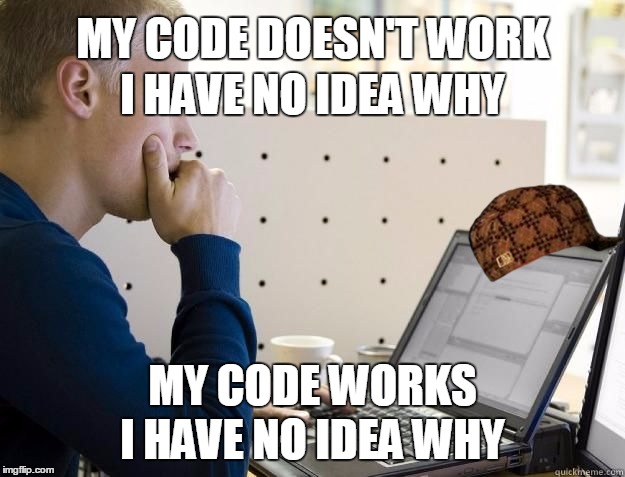 MY CODE DOESN'T WORK
I HAVE NO IDEA WHY
MY CODE WORKS
I HAVE NO IDEA WHY
imgflip.com
quickmeme.com